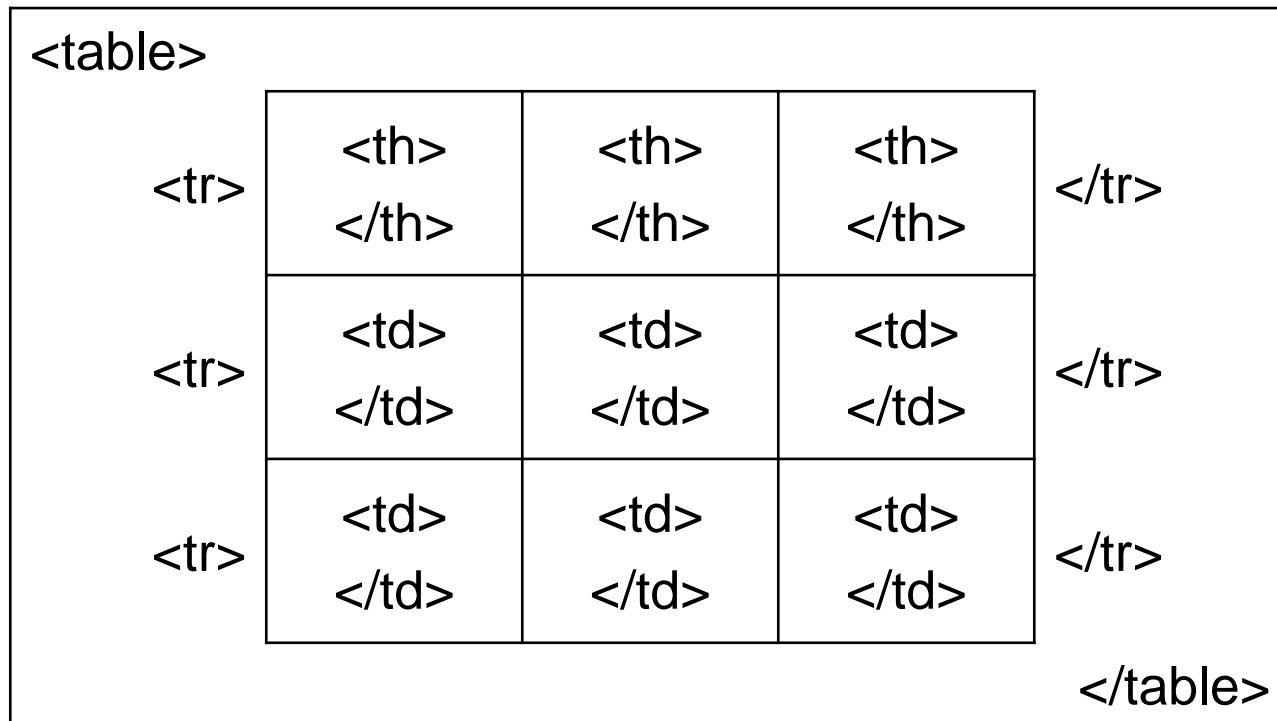 <table>
<th> <th> <th>
<tr> </tr>
</th> </th> </th>
<td> <td> <td>
<tr> </tr>
</td> </td> </td>
<td> <td> <td>
<tr> </tr>
</td> </td> </td>
</table>